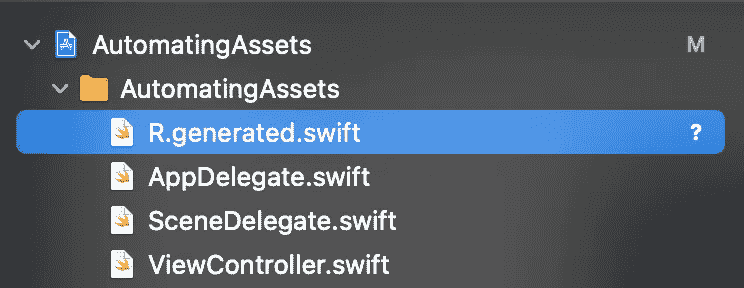 AutomatingAssets M
AutomatingAssets
R.generated.swift ?
AppDelegate.swift
SceneDelegate.swift
ViewController.swift